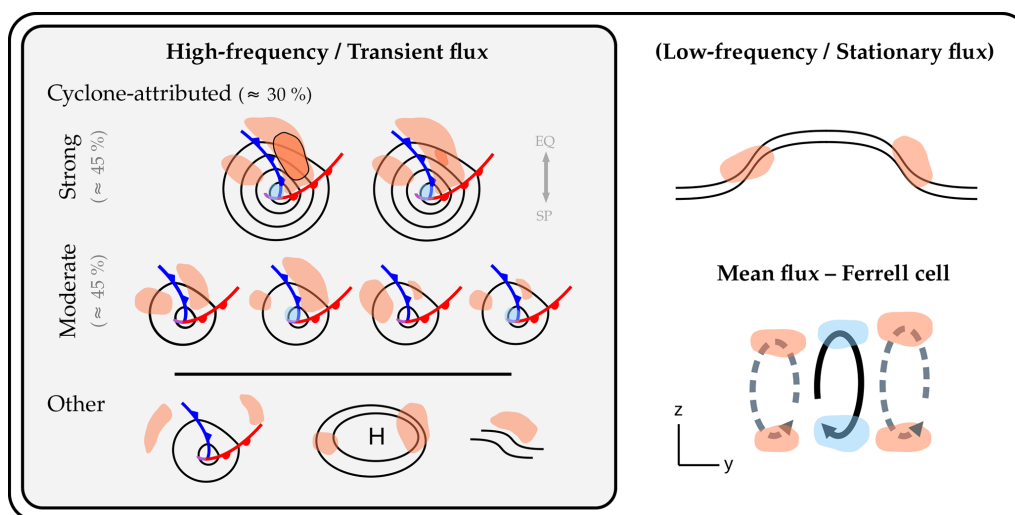 High-frequency / Transient flux
Cyclone-attributed (≈ 30 %)
Strong
(≈ 45 %)
EQ
SP
Moderate
(≈ 45 %)
Other
H
(Low-frequency / Stationary flux)
Mean flux – Ferrell cell
z
y